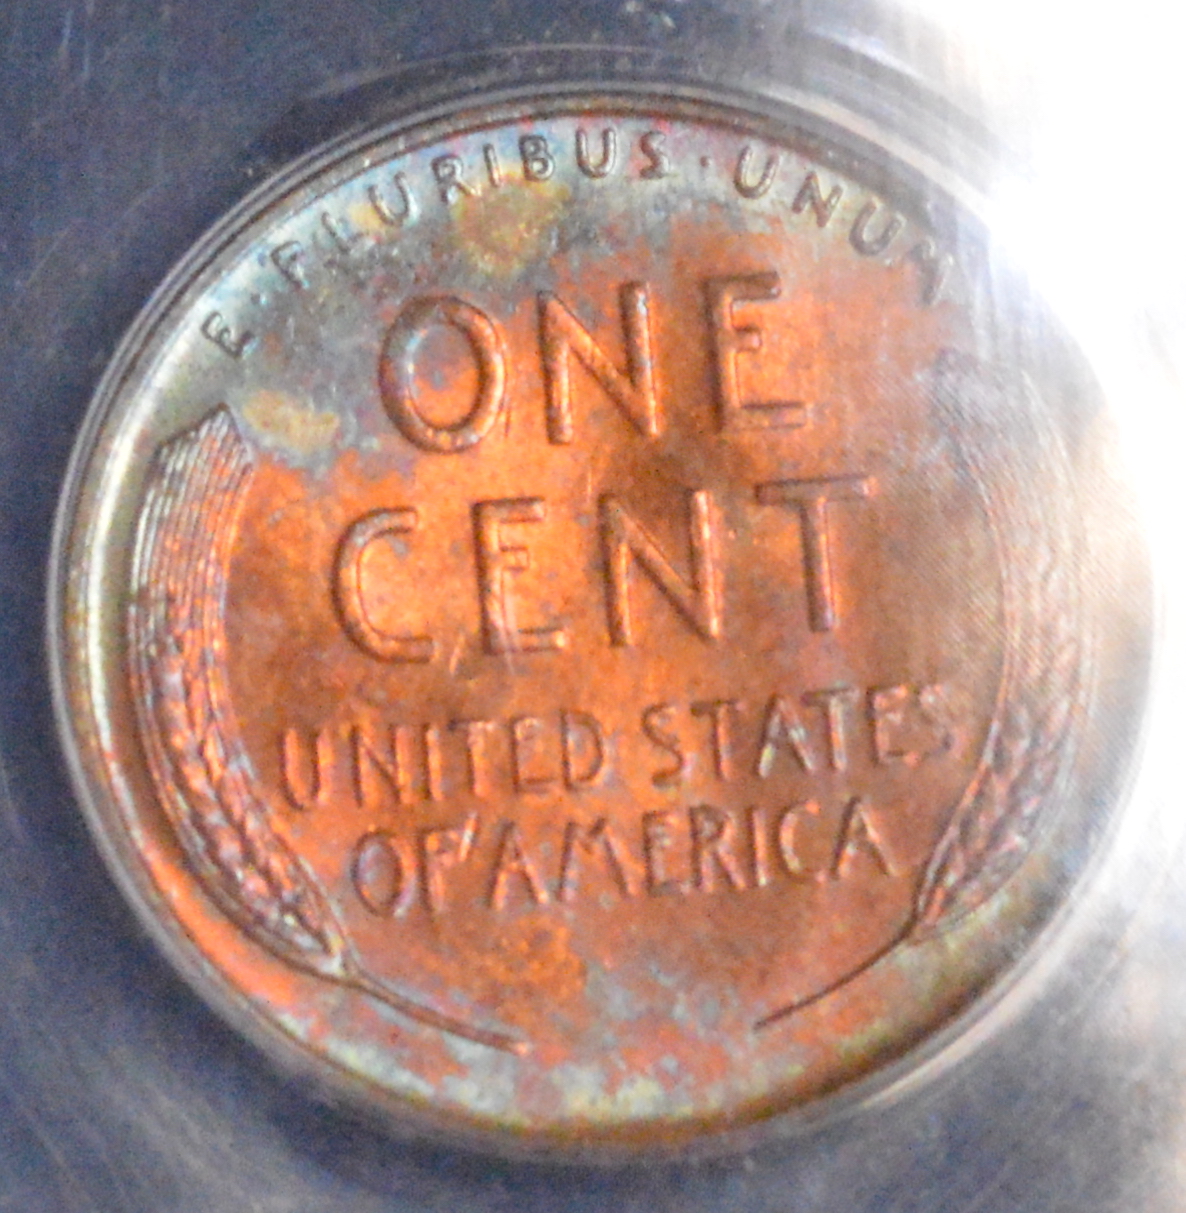 E·PLURIBUS·UNUM
ONE
CENT
UNITED STATES
OF AMERICA